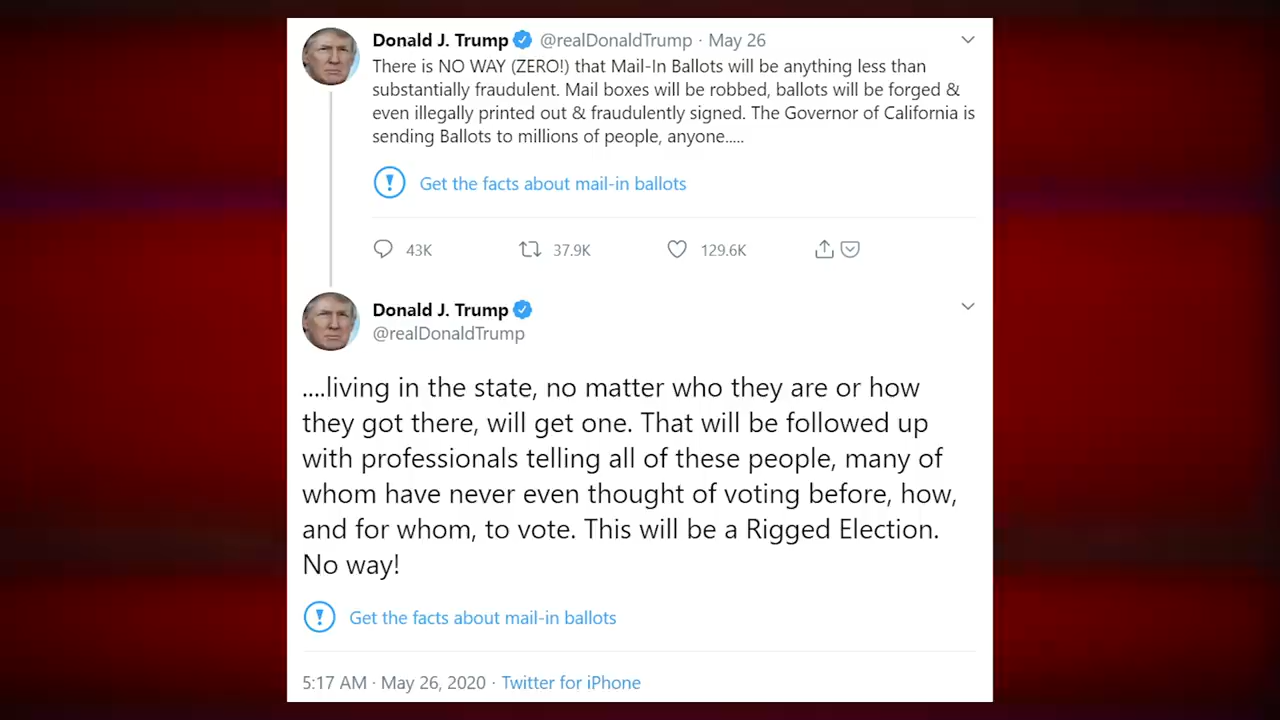 Donald J. Trump @realDonaldTrump · May 26
There is NO WAY (ZERO!) that Mail-In Ballots will be anything less than
substantially fraudulent. Mail boxes will be robbed, ballots will be forged &
even illegally printed out & fraudulently signed. The Governor of California is
sending Ballots to millions of people, anyone.....
Get the facts about mail-in ballots
43K 37.9K 129.6K
Donald J. Trump
@realDonaldTrump
....living in the state, no matter who they are or how
they got there, will get one. That will be followed up
with professionals telling all of these people, many of
whom have never even thought of voting before, how,
and for whom, to vote. This will be a Rigged Election.
No way!
Get the facts about mail-in ballots
5:17 AM · May 26, 2020 · Twitter for iPhone